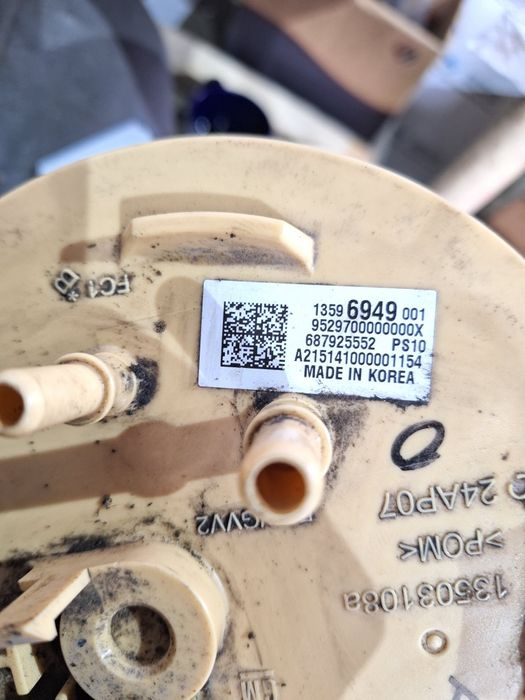 1359 6949 001
9529700000000X
687925552 PS10
A215141000001154
MADE IN KOREA
FC1*B
24AP07
>POM<
13503108a